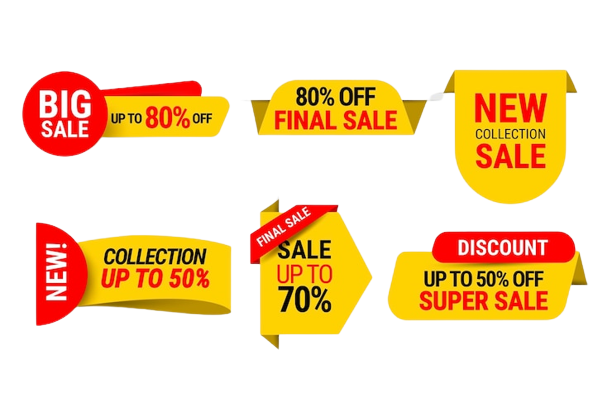 BIG
SALE
UP TO 80% OFF
80% OFF
FINAL SALE
NEW
COLLECTION
SALE
NEW!
COLLECTION
UP TO 50%
FINAL SALE
SALE
UP TO
70%
DISCOUNT
UP TO 50% OFF
SUPER SALE